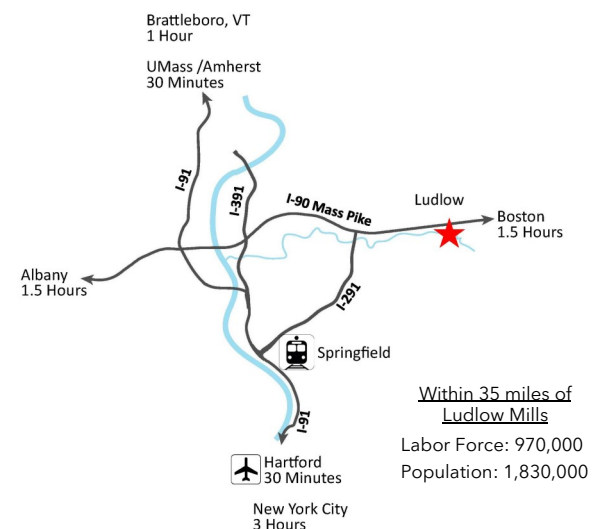 Brattleboro, VT
1 Hour
UMass /Amherst
30 Minutes
I-91
I-391
I-90 Mass Pike
Ludlow
Boston
1.5 Hours
Albany
1.5 Hours
I-291
Springfield
I-91
Within 35 miles of
Ludlow Mills
Labor Force: 970,000
Population: 1,830,000
Hartford
30 Minutes
New York City
3 Hours